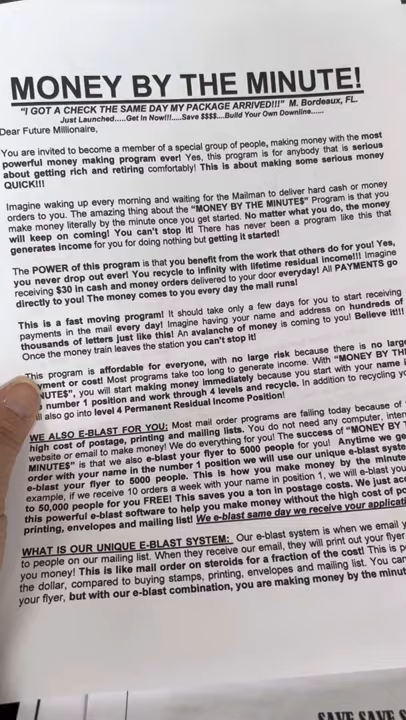 MONEY BY THE MINUTE!
"I GOT A CHECK THE SAME DAY MY PACKAGE ARRIVED!!!" M. Bordeaux, FL.
Just Launched.....Get In Now!!!.....Save $$$$....Build Your Own Downline......
Dear Future Millionaire,
You are invited to become a member of a special group of people, making money with the most
powerful money making program ever! Yes, this program is for anybody that is serious
about getting rich and retiring comfortably! This is about making some serious money
QUICK!!!
Imagine waking up every morning and waiting for the Mailman to deliver hard cash or money
orders to you. The amazing thing about the "MONEY BY THE MINUTE$" Program is that you
make money literally by the minute once you get started. No matter what you do, the money
will keep on coming! You can't stop it! There has never been a program like this that
generates income for you for doing nothing but getting it started!
The POWER of this program is that you benefit from the work that others do for you! Yes,
you never drop out ever! You recycle to infinity with lifetime residual income!!! Imagine
receiving $30 in cash and money orders delivered to your door everyday! All PAYMENTS go
directly to you! The money comes to you every day the mail runs!
This is a fast moving program! It should take only a few days for you to start receiving
payments in the mail every day! Imagine having your name and address on hundreds of
thousands of letters just like this! An avalanche of money is coming to you! Believe it!!!
Once the money train leaves the station you can't stop it!
This program is affordable for everyone, with no large risk because there is no large
payment or cost! Most programs take too long to generate income. With "MONEY BY TH
NUTE$", you will start making money immediately because you start with your name i
number 1 position and work through 4 levels and recycle. In addition to recycling yo
ll also go into level 4 Permanent Residual Income Position!
WE ALSO E-BLAST FOR YOU: Most mail order programs are failing today because of
high cost of postage, printing and mailing lists. You do not need any computer, inter
website or email to make money! We do everything for you! The success of "MONEY BY T
MINUTE$" is that we also e-blast your flyer to 5000 people for you! Anytime we ge
order with your name in the number 1 position we will use our unique e-blast syste
e-blast your flyer to 5000 people. This is how you make money by the minute
example, if we receive 10 orders a week with your name in position 1, we will e-blast you
to 50,000 people for you FREE! This saves you a ton in postage costs. We just acq
this powerful e-blast software to help you make money without the high cost of po
printing, envelopes and mailing list! We e-blast same day we receive your applicati
WHAT IS OUR UNIQUE E-BLAST SYSTEM: Our e-blast system is when we email y
to people on our mailing list. When they receive our email, they will print out your flyer
you money! This is like mail order on steroids for a fraction of the cost! This is p
the dollar, compared to buying stamps, printing, envelopes and mailing list. You can
your flyer, but with our e-blast combination, you are making money by the minut
SAVE SAVE S